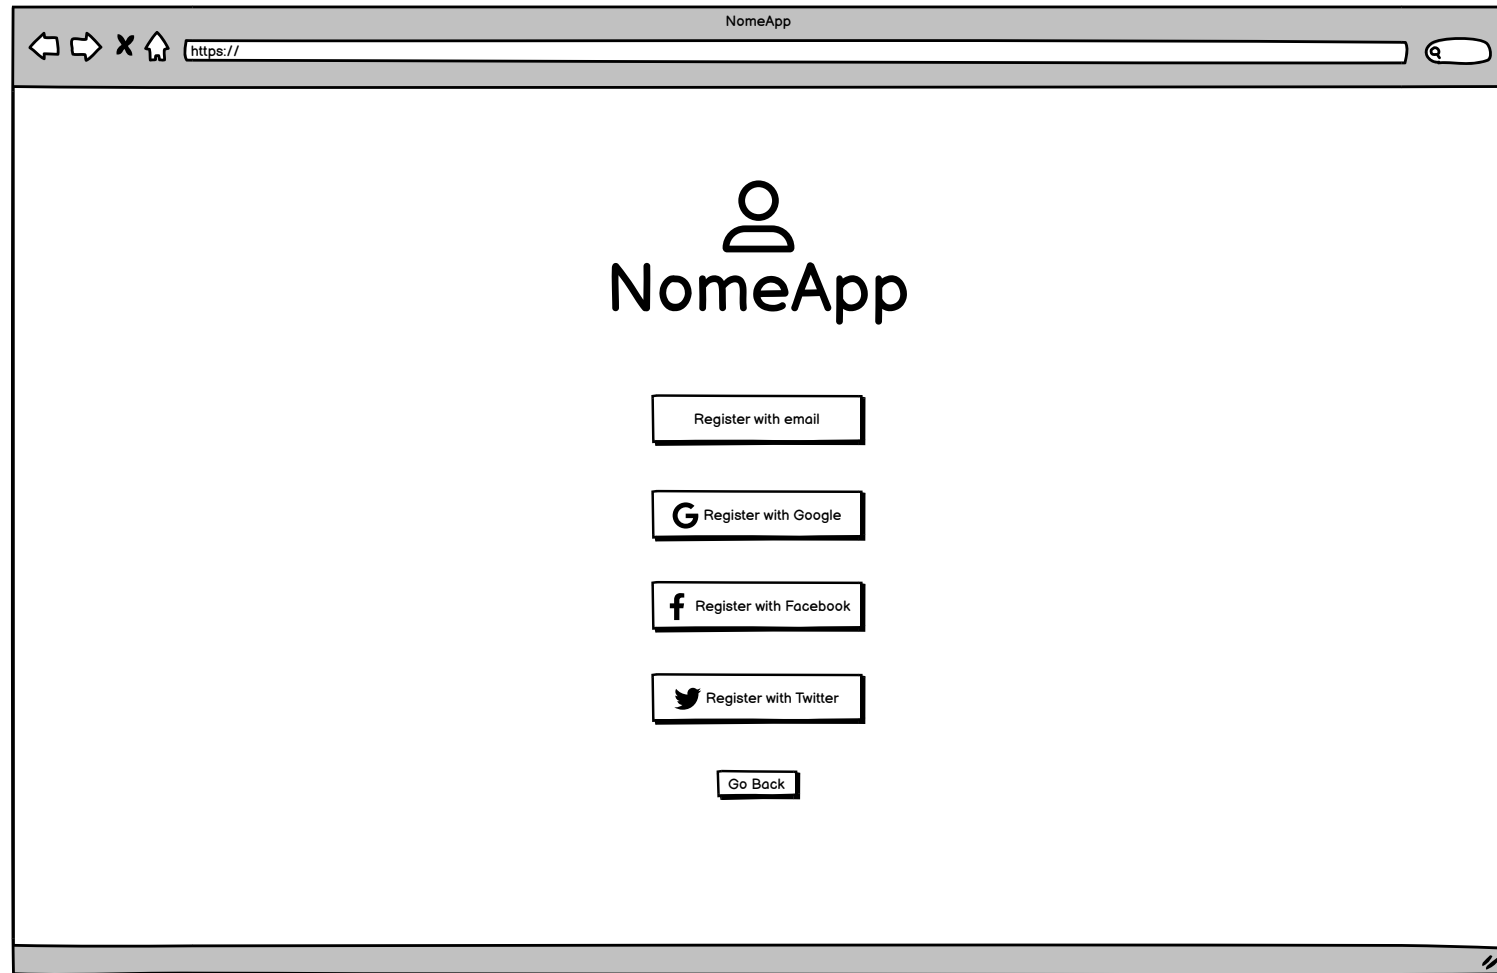 NomeApp
https://
NomeApp
Register with email
Register with Google
Register with Facebook
Register with Twitter
Go Back